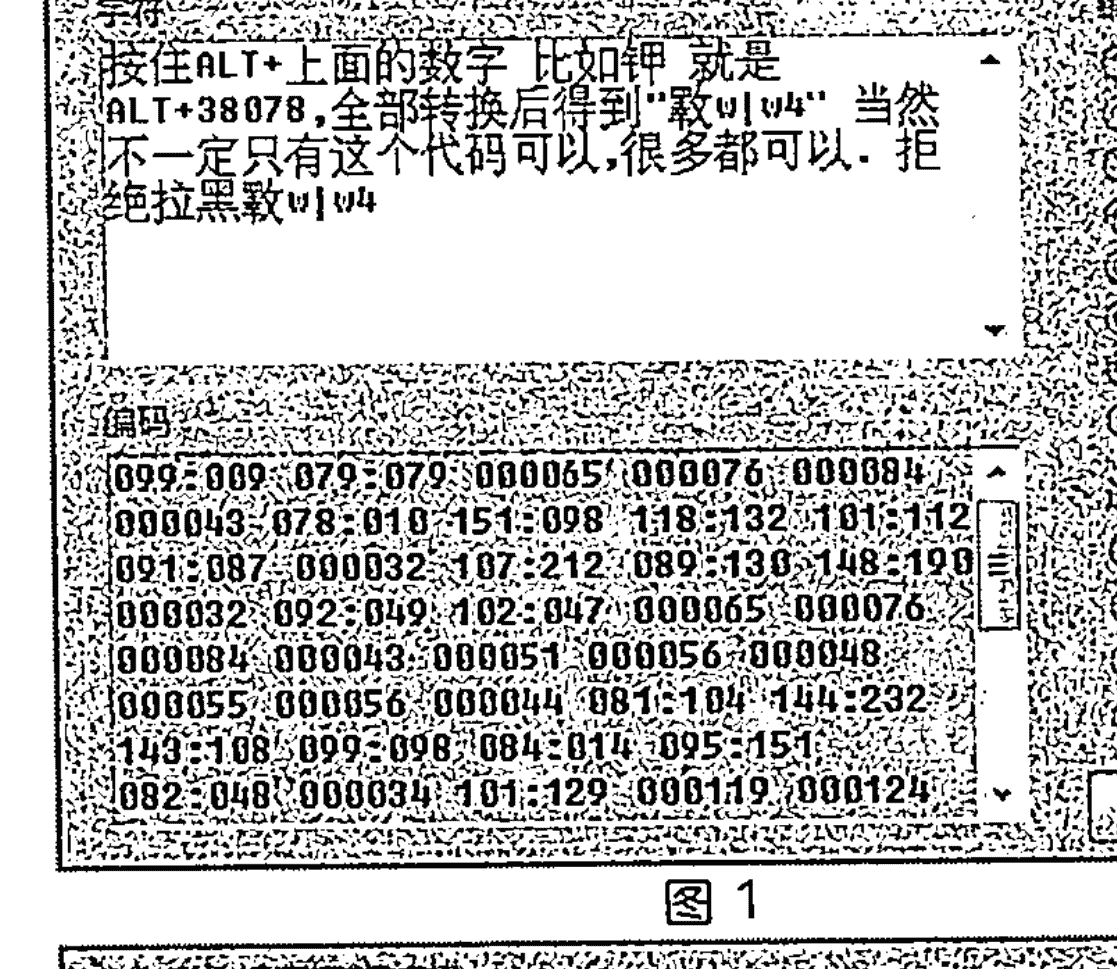 字符
按住ALT+上面的数字 比如钾 就是
ALT+38078,全部转换后得到"斁w|w4" 当然
不一定只有这个代码可以,很多都可以. 拒
绝拉黑斁w|w4
编码
099:009 079:079 000065 000076 000084
000043 078:010 151:098 118:132 101:112
091:087 000032 107:212 089:130 148:190
000032 092:049 102:047 000065 000076
000084 000043 000051 000056 000048
000055 000056 000044 081:104 144:232
143:108 099:098 084:014 095:151
082:048 000034 101:129 000119 000124
图 1